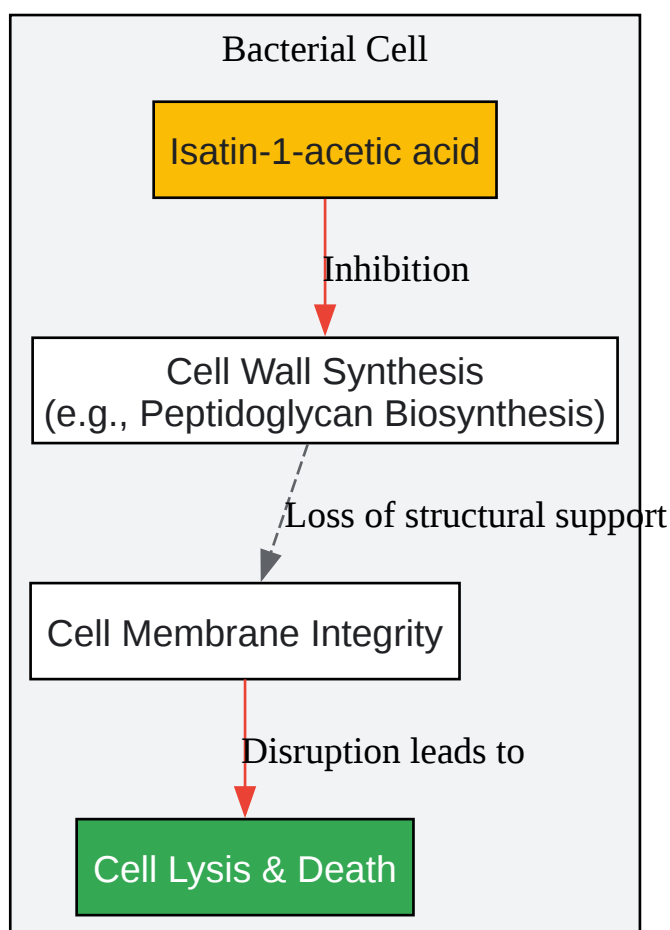 Bacterial Cell
Isatin-1-acetic acid
Inhibition
Cell Wall Synthesis
(e.g., Peptidoglycan Biosynthesis)
Loss of structural support
Cell Membrane Integrity
Disruption leads to
Cell Lysis & Death